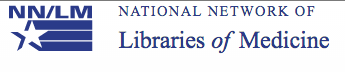 NN/LM
NATIONAL NETWORK OF
Libraries of Medicine